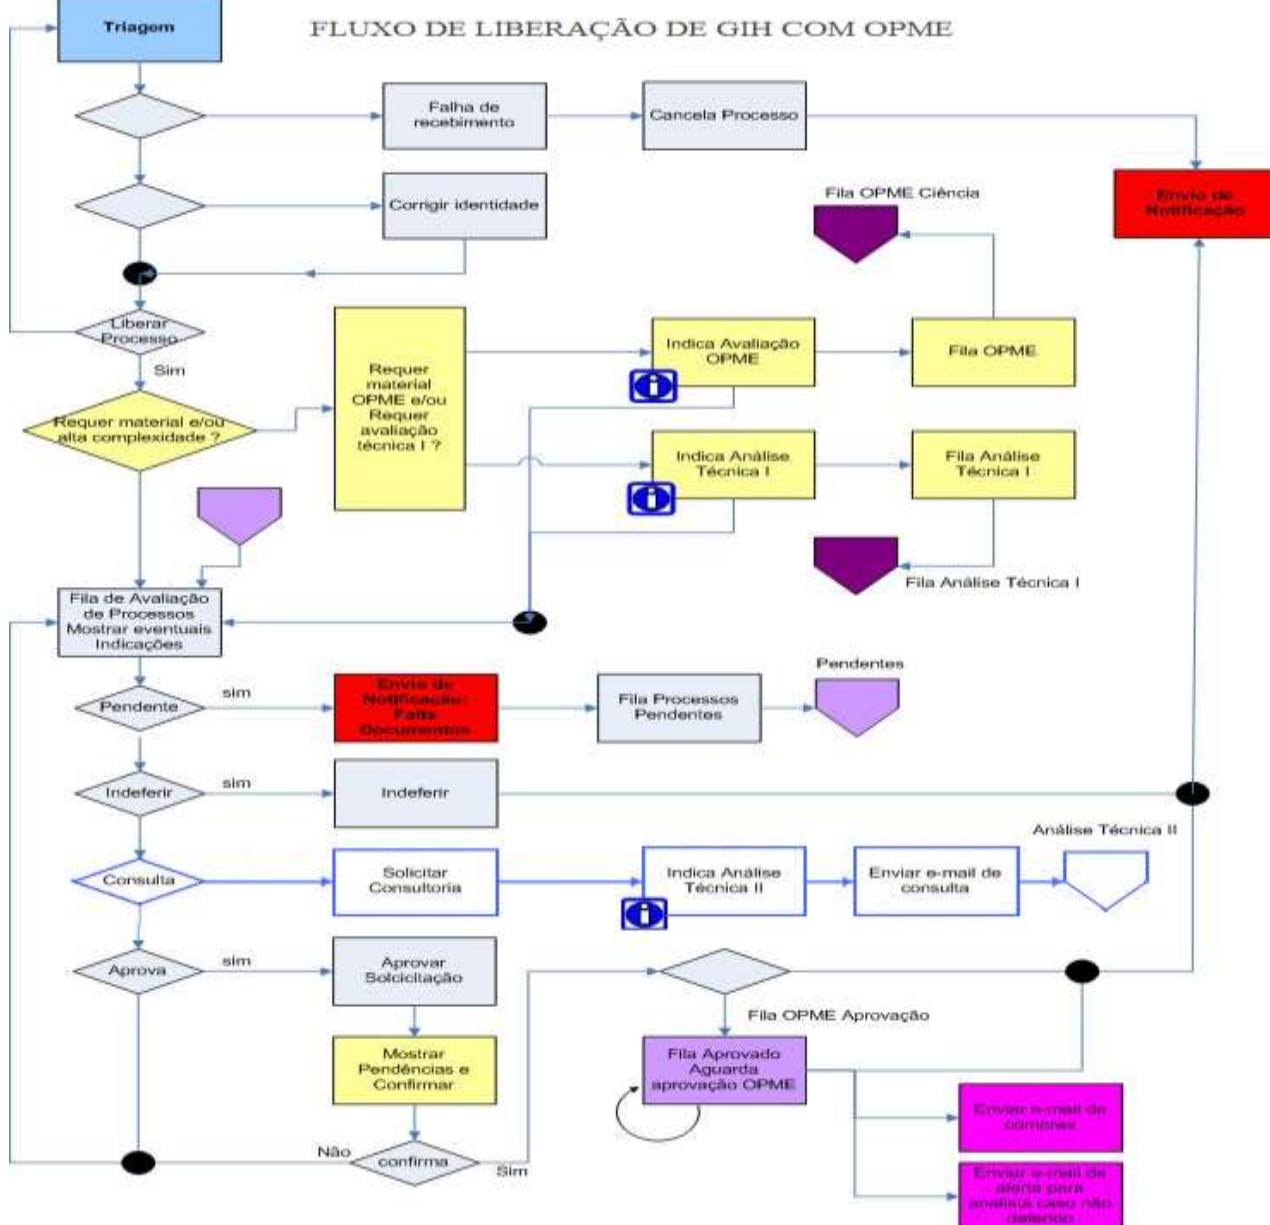 Triagem
FLUXO DE LIBERAÇÃO DE GIH COM OPME
Falha de
recebimento
Cancela Processo
Envio de
Notificação
Corrigir identidade
Fila OPME Ciência
Liberar
Processo
Sim
Requer material e/ou
alta complexidade ?
Requer
material
OPME e/ou
Requer
avaliação
técnica I ?
Indica Avaliação
OPME
Fila OPME
Indica Análise
Técnica I
Fila Análise
Técnica I
Fila Análise Técnica I
Fila de Avaliação
de Processos
Mostrar eventuais
Indicações
Pendente
sim
Envio de
Notificação:
Falta
Documentos
Fila Processos
Pendentes
Pendentes
Indeferir
sim
Indeferir
Consulta
Solicitar
Consultoria
Indica Análise
Técnica II
Enviar e-mail de
consulta
Análise Técnica II
Aprova
sim
Aprovar
Solcicitação
Fila OPME Aprovação
Mostrar
Pendências e
Confirmar
Fila Aprovado
Aguarda
aprovação OPME
Não
confirma
Sim
Enviar e-mail de
compras
Enviar e-mail de
alerta para
analista caso não
deferido